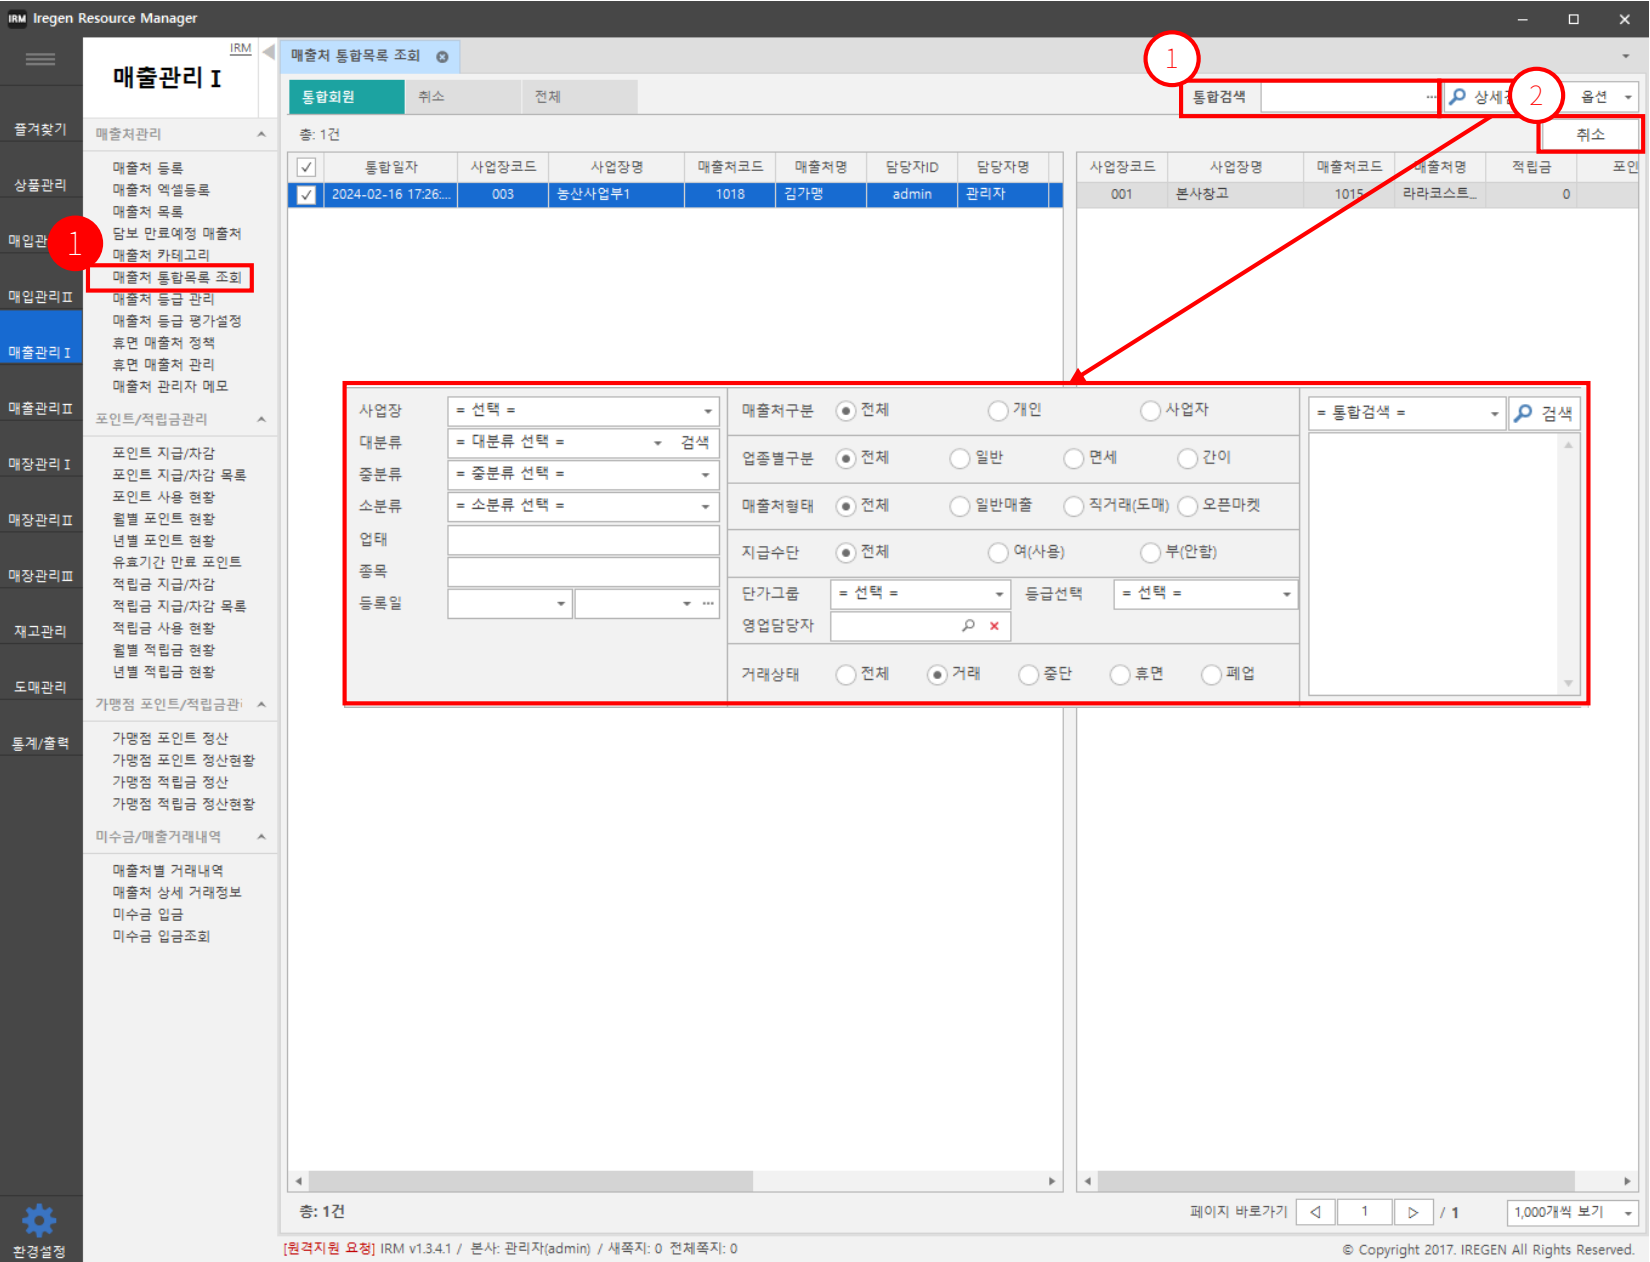 IRM Iregen Resource Manager
IRM
매출관리 I
즐겨찾기
상품관리
매입관
매입관리Ⅱ
매출관리 I
매출관리Ⅱ
매장관리 I
매장관리Ⅱ
매장관리Ⅲ
재고관리
도매관리
통계/출력
환경설정
1
매출처관리
매출처 등록
매출처 엑셀등록
매출처 목록
담보 만료예정 매출처
매출처 카테고리
매출처 통합목록 조회
매출처 등급 관리
매출처 등급 평가설정
휴면 매출처 정책
휴면 매출처 관리
매출처 관리자 메모
포인트/적립금관리
포인트 지급/차감
포인트 지급/차감 목록
포인트 사용 현황
월별 포인트 현황
년별 포인트 현황
유효기간 만료 포인트
적립금 지급/차감
적립금 지급/차감 목록
적립금 사용 현황
월별 적립금 현황
년별 적립금 현황
가맹점 포인트/적립금관
가맹점 포인트 정산
가맹점 포인트 정산현황
가맹점 적립금 정산
가맹점 적립금 정산현황
미수금/매출거래내역
매출처별 거래내역
매출처 상세 거래정보
미수금 입금
미수금 입금조회
매출처 통합목록 조회
통합회원 취소 전체
1
통합검색 ...
상세
2
옵션
취소
총: 1건
통합일자 사업장코드 사업장명 매출처코드 매출처명 담당자ID 담당자명
2024-02-16 17:26:... 003 농산사업부1 1018 김가맹 admin 관리자
사업장코드 사업장명 매출처코드 매출처명 적립금 포인
001 본사창고 1015 라라코스트... 0
사업장 = 선택 =
대분류 = 대분류 선택 = 검색
중분류 = 중분류 선택 =
소분류 = 소분류 선택 =
업태
종목
등록일 ...
매출처구분 전체 개인 사업자
업종별구분 전체 일반 면세 간이
매출처형태 전체 일반매출 직거래(도매) 오픈마켓
지급수단 전체 여(사용) 부(안함)
단가그룹 = 선택 = 등급선택 = 선택 =
영업담당자
거래상태 전체 거래 중단 휴면 폐업
= 통합검색 = 검색
총: 1건
페이지 바로가기 1 / 1 1,000개씩 보기
[원격지원 요청] IRM v1.3.4.1 / 본사: 관리자(admin) / 새쪽지: 0 전체쪽지: 0
© Copyright 2017. IREGEN All Rights Reserved.